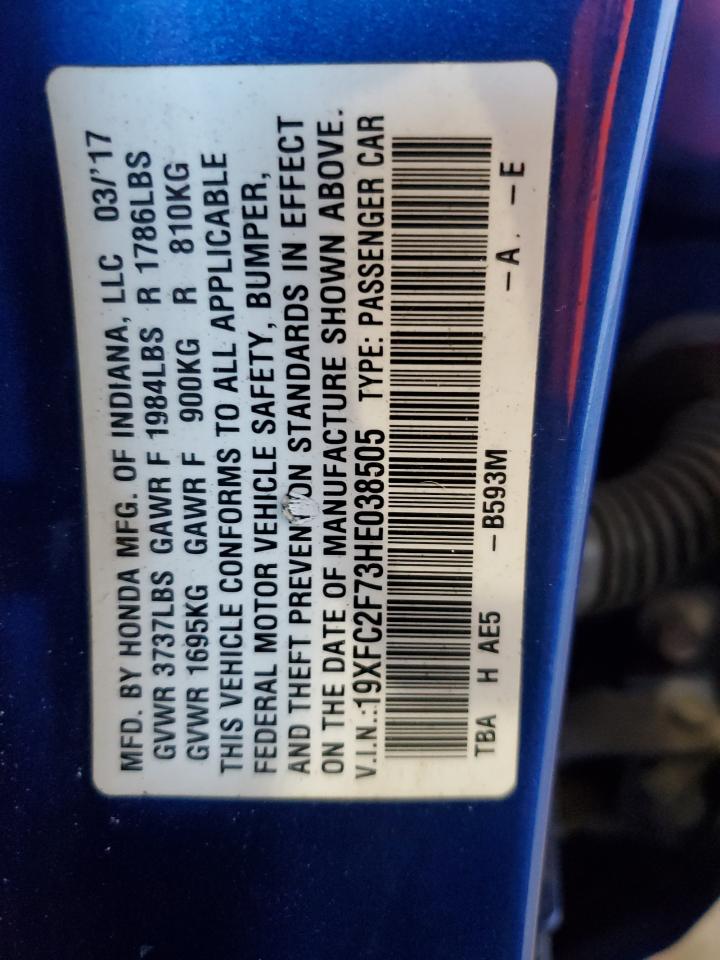 MFD. BY HONDA MFG. OF INDIANA, LLC 03/'17
GVWR 3737LBS GAWR F 1984LBS R 1786LBS
GVWR 1695KG GAWR F 900KG R 810KG
THIS VEHICLE CONFORMS TO ALL APPLICABLE
FEDERAL MOTOR VEHICLE SAFETY, BUMPER,
AND THEFT PREVENTION STANDARDS IN EFFECT
ON THE DATE OF MANUFACTURE SHOWN ABOVE.
V.I.N.:19XFC2F73HE038505 TYPE: PASSENGER CAR
TBA H AE5 -B593M -A. -E